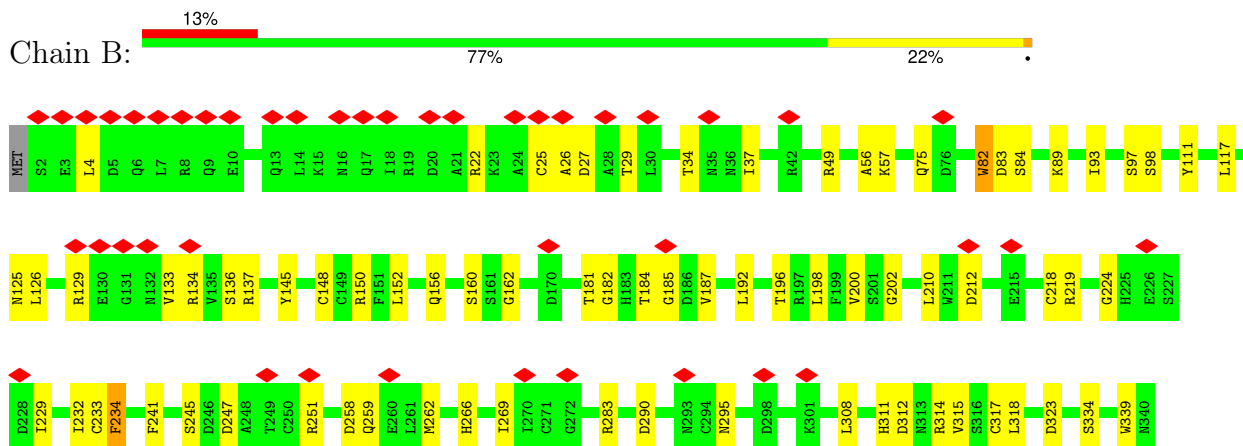 13%
Chain B:
77% 22% •
MET S2 E3 L4 D5 Q6 L7 R8 Q9 E10 Q13 L14 K15 N16 Q17 I18 R19 D20 A21 R22 K23 A24 C25 A26 D27 A28 T29 L30 T34 N35 N36 I37 R42 R49 A56 K57 Q75 D76 W82 D83 S84 K89 I93 S97 S98 Y111 L117
N125 L126 R129 E130 G131 N132 V133 R134 V135 S136 R137 Y145 C148 C149 R150 F151 L152 Q156 S160 S161 G162 D170 T181 G182 H183 T184 G185 D186 V187 L192 T196 R197 L198 F199 V200 S201 G202 L210 W211 D212 E215 C218 R219 G224 H225 E226 S227
D228 I229 I232 C233 F234 F241 S245 D246 D247 A248 T249 C250 R251 D258 Q259 E260 L261 M262 H266 I269 I270 C271 G272 R283 D290 N293 C294 N295 D298 K301 L308 H311 D312 N313 R314 V315 S316 C317 L318 D323 S334 W339 N340